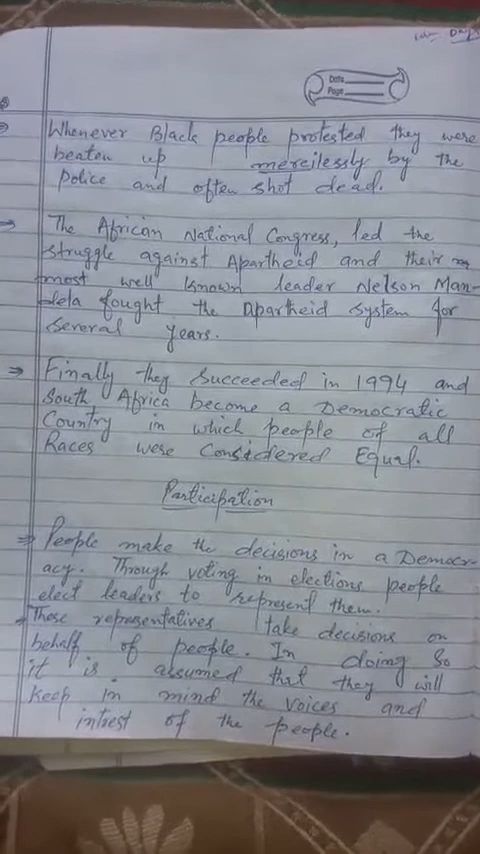 Date
Page
Whenever Black people protested they were
beaten up mercilessly by the
police and often shot dead.
→ The African National Congress, led the
struggle against Apartheid and their
most well known leader Nelson Man-
dela fought the apartheid system for
several years.
⇒ Finally they Succeeded in 1994 and
South Africa become a Democratic
Country in which people of all
Races were Considered Equal.
Participation
⇒ People make the decisions in a Democr-
acy. Through voting in elections people
elect leaders to represent them.
→ These representatives take decisions on
behalf of people. In doing so
it is assumed that they will
keep in mind the voices and
intrest of the people.